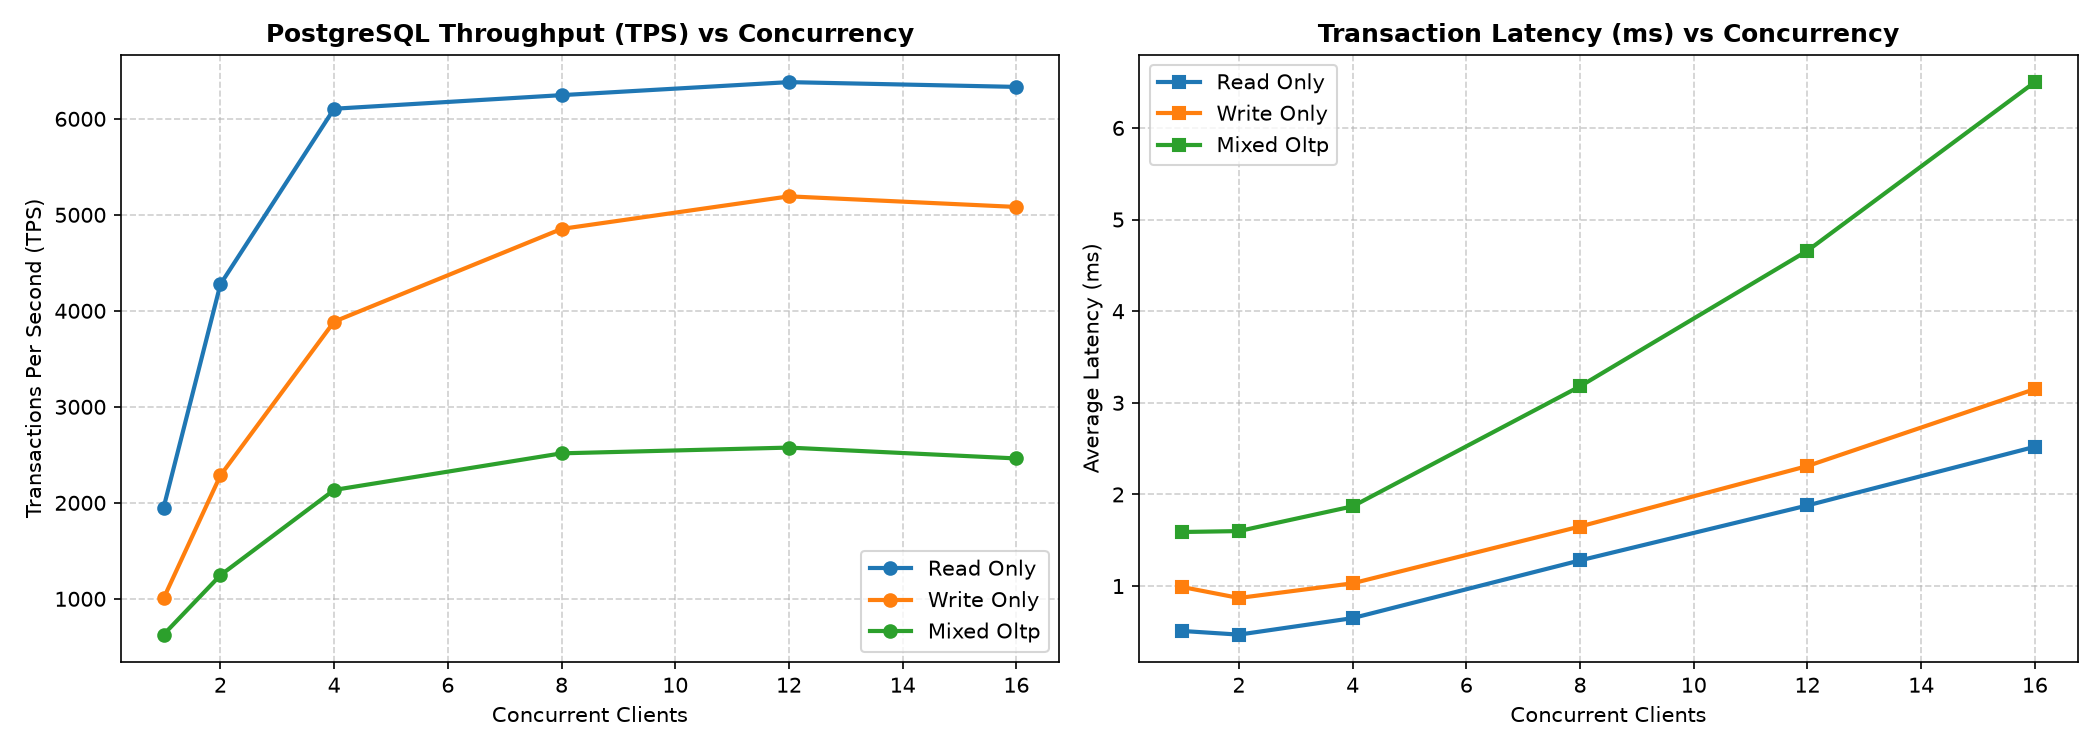 PostgreSQL Throughput (TPS) vs Concurrency
Transactions Per Second (TPS)
6000
5000
4000
3000
2000
1000
Read Only
Write Only
Mixed Oltp
2 4 6 8 10 12 14 16
Concurrent Clients
Transaction Latency (ms) vs Concurrency
Average Latency (ms)
Read Only
Write Only
Mixed Oltp
6
5
4
3
2
1
2 4 6 8 10 12 14 16
Concurrent Clients